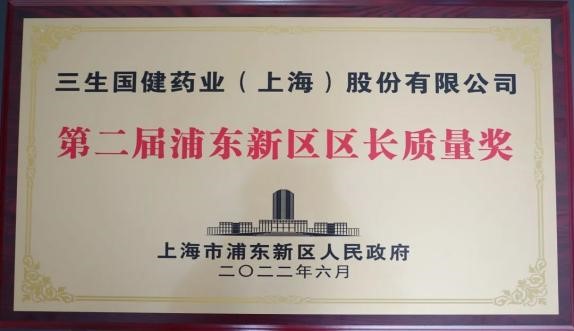 三生国健药业（上海）股份有限公司
第二届浦东新区区长质量奖
上海市浦东新区人民政府
二〇二二年六月